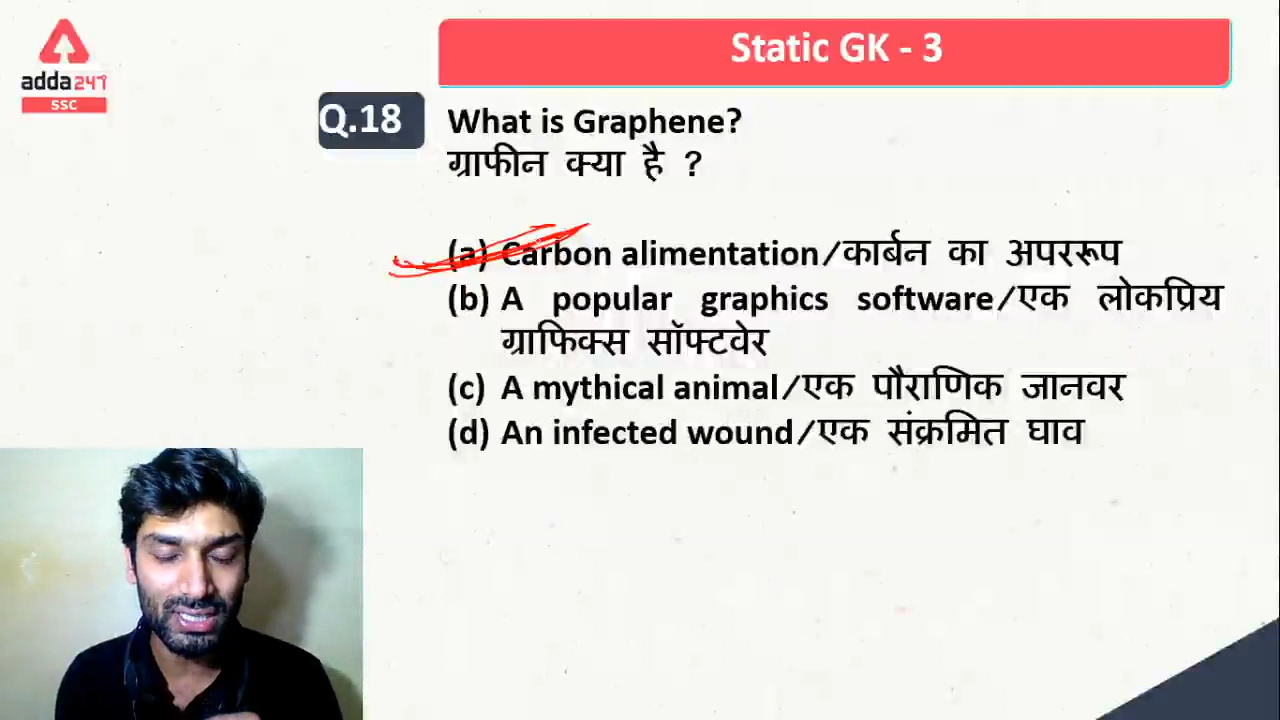 adda247
SSC
Static GK - 3
Q.18 What is Graphene?
ग्राफीन क्या है ?
(a) Carbon alimentation/कार्बन का अपररूप
(b) A popular graphics software/एक लोकप्रिय
ग्राफिक्स सॉफ्टवेर
(c) A mythical animal/एक पौराणिक जानवर
(d) An infected wound/एक संक्रमित घाव